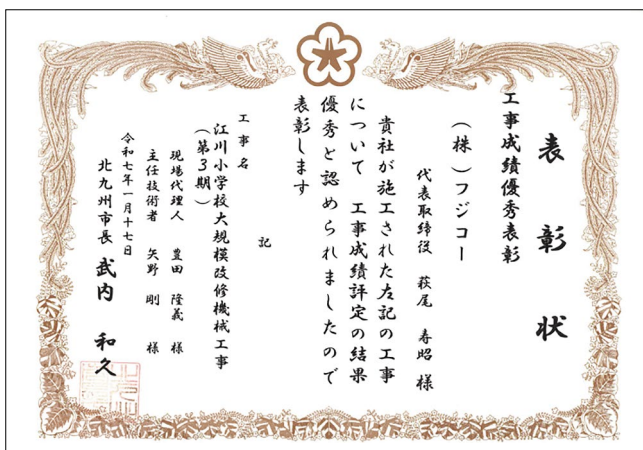 表彰状
工事成績優秀表彰
(株)フジコー
代表取締役 萩尾 寿昭 様
貴社が施工された左記の工事
について 工事成績評定の結果
優秀と認められましたので
表彰します
記
工事名
江川小学校大規模改修機械工事
(第3期)
現場代理人 豊田 隆義 様
主任技術者 矢野 剛 様
令和七年一月十七日
北九州市長 武内 和久